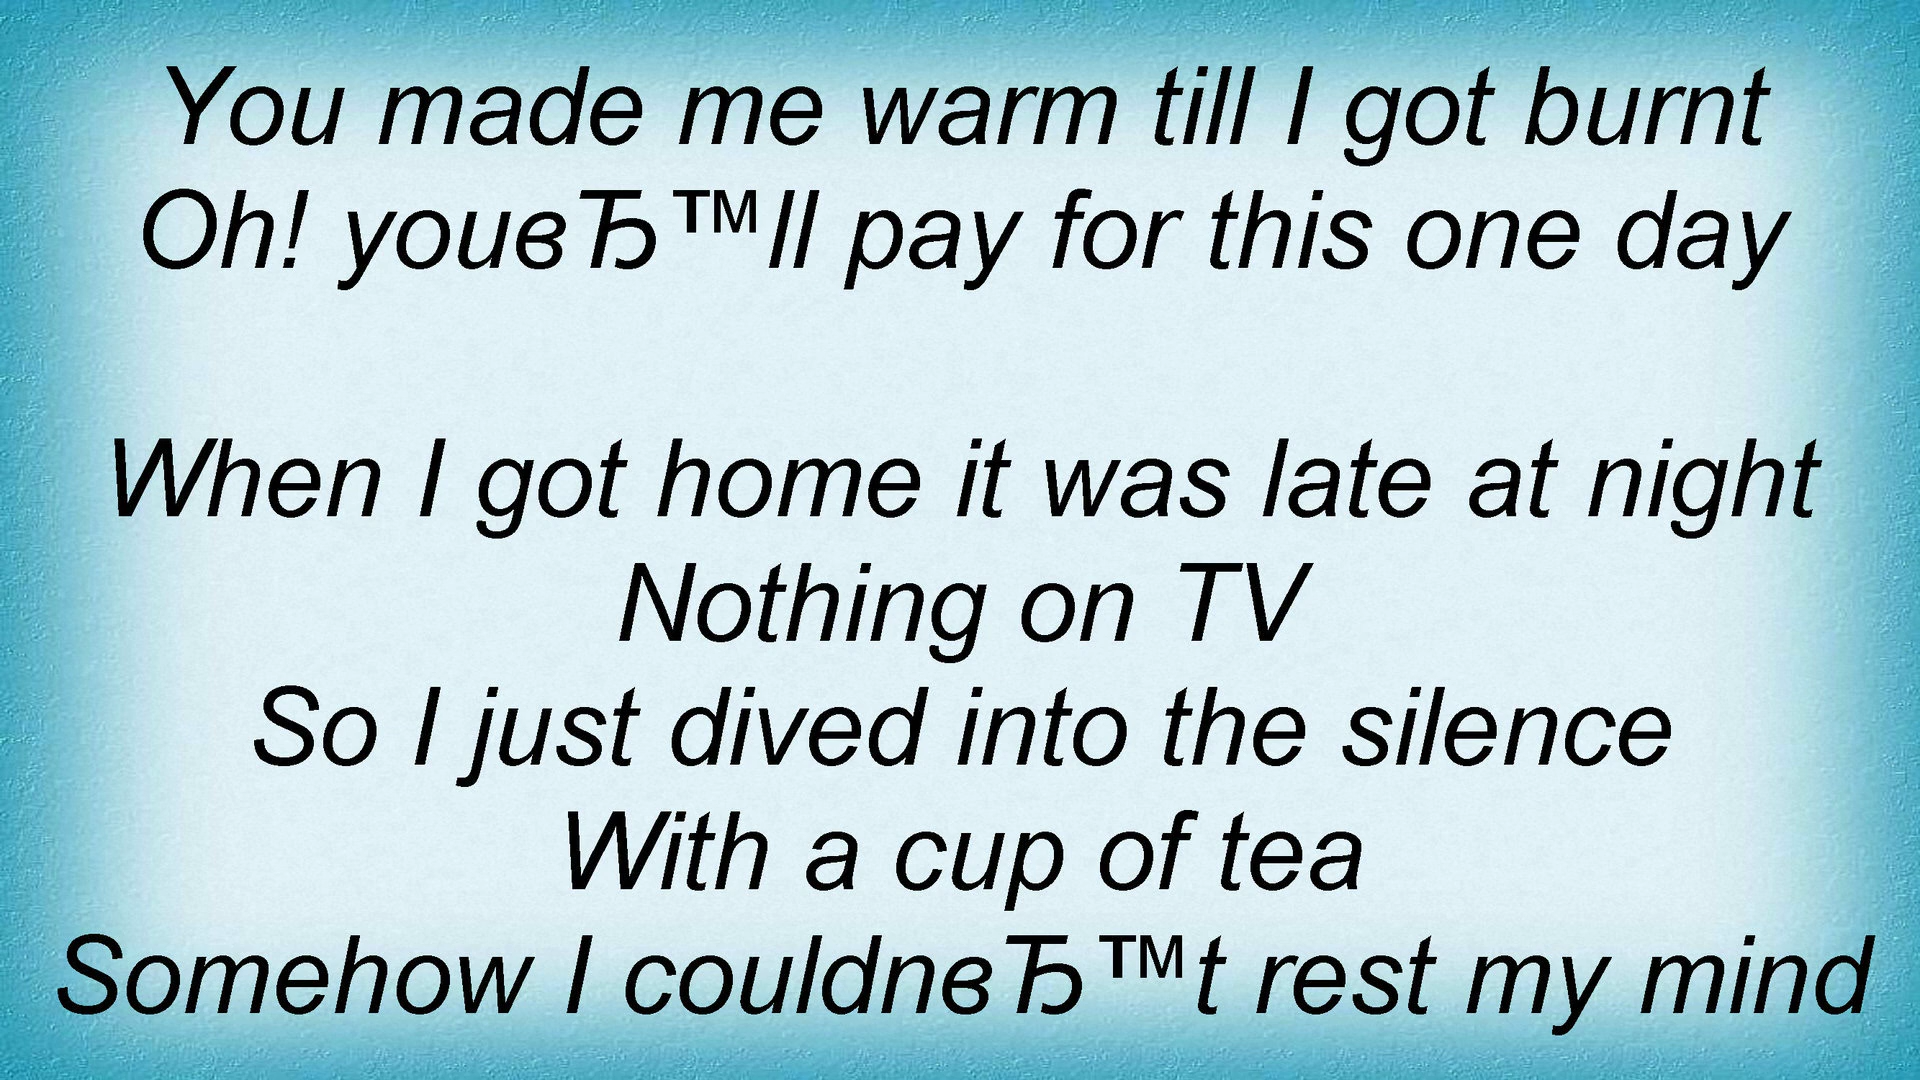 You made me warm till I got burnt
Oh! youвЂ™ll pay for this one day
When I got home it was late at night
Nothing on TV
So I just dived into the silence
With a cup of tea
Somehow I couldnвЂ™t rest my mind